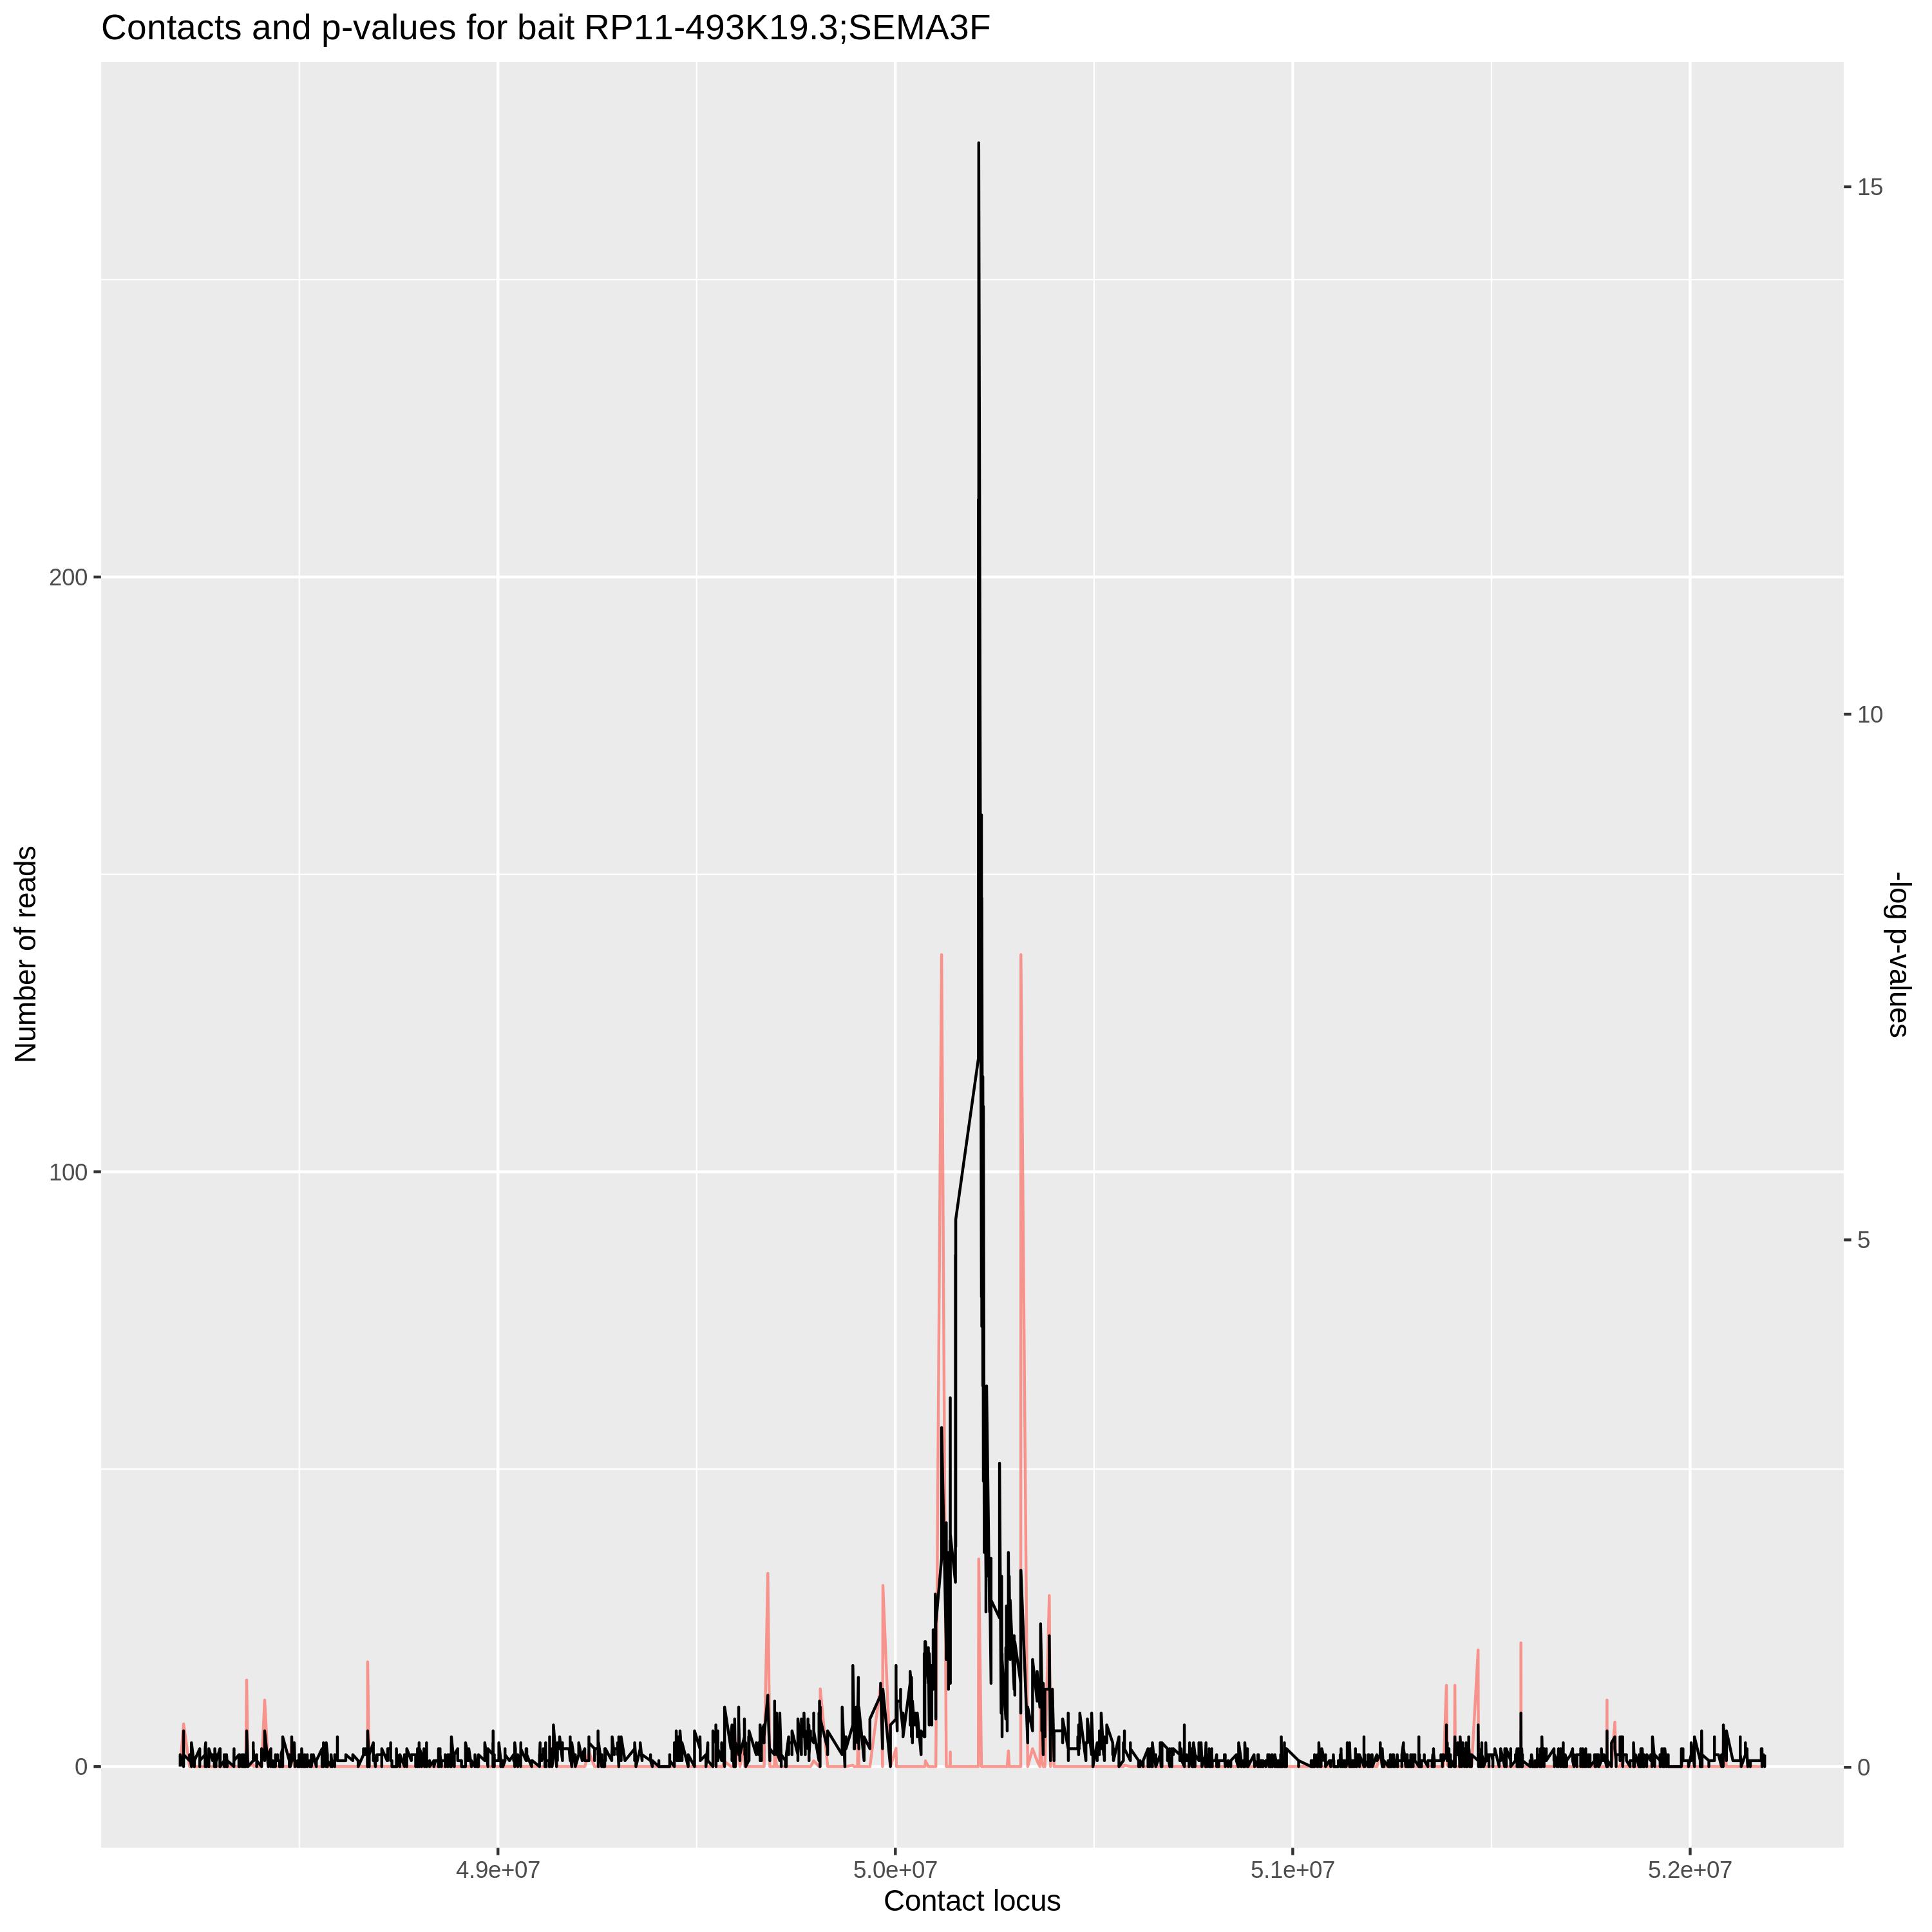 Contacts and p-values for bait RP11-493K19.3;SEMA3F
Number of reads
200
100
0
15
10
5
0
-log p-values
4.9e+07 5.0e+07 5.1e+07 5.2e+07
Contact locus